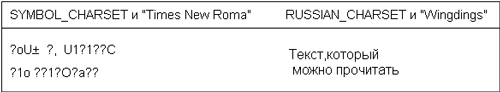 SYMBOL_CHARSET и "Times New Roma" RUSSIAN_CHARSET и "Wingdings"
?oU± ?, U1?1??C
?1o ??1?O?a??
Текст,который
можно прочитать